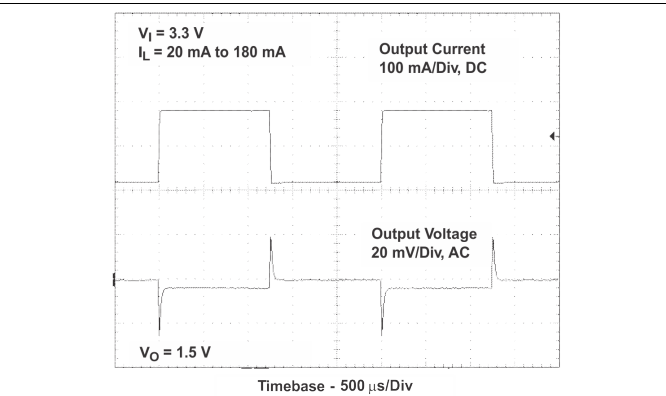 V_I = 3.3 V
I_L = 20 mA to 180 mA
Output Current
100 mA/Div, DC
Output Voltage
20 mV/Div, AC
V_O = 1.5 V
Timebase - 500 μs/Div